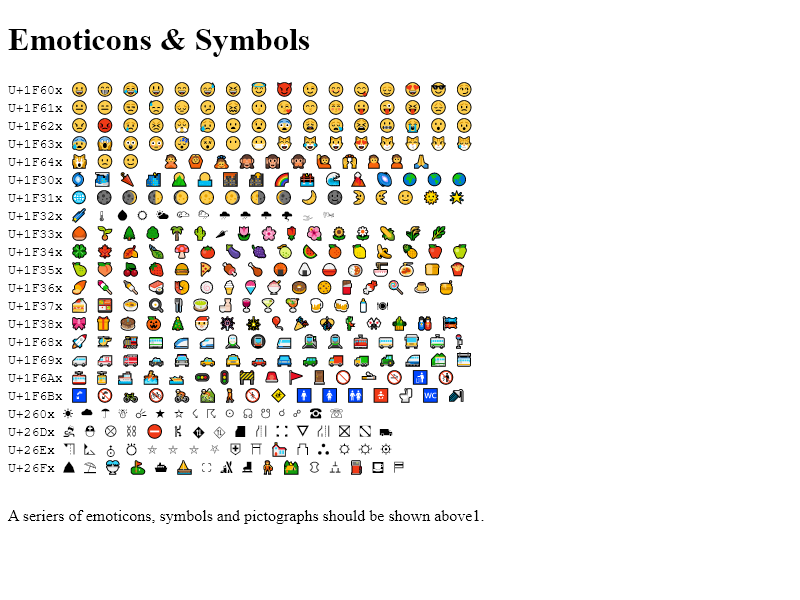 Emoticons & Symbols
U+1F60x 😀 😁 😂 😃 😄 😅 😆 😇 😈 😉 😊 😋 😌 😍 😎 😏
U+1F61x 😐 😑 😒 😓 😔 😕 😖 😗 😘 😙 😚 😛 😜 😝 😞 😟
U+1F62x 😠 😡 😢 😣 😤 😥 😦 😧 😨 😩 😪 😫 😬 😭 😮 😯
U+1F63x 😰 😱 😲 😳 😴 😵 😶 😷 😸 😹 😺 😻 😼 😽 😾 😿
U+1F64x 🙀 🙁 🙂 🙅 🙆 🙇 🙈 🙉 🙊 🙋 🙌 🙍 🙎 🙏
U+1F30x 🌀 🌁 🌂 🌃 🌄 🌅 🌆 🌇 🌈 🌉 🌊 🌋 🌌 🌍 🌎 🌏
U+1F31x 🌐 🌑 🌒 🌓 🌔 🌕 🌖 🌗 🌘 🌙 🌚 🌛 🌜 🌝 🌞 🌟
U+1F32x 🌠 🌡 🌢 🌣 🌤 🌥 🌦 🌧 🌨 🌩 🌪 🌫 🌬
U+1F33x 🌰 🌱 🌲 🌳 🌴 🌵 🌶 🌷 🌸 🌹 🌺 🌻 🌼 🌽 🌾 🌿
U+1F34x 🍀 🍁 🍂 🍃 🍄 🍅 🍆 🍇 🍈 🍉 🍊 🍋 🍌 🍍 🍎 🍏
U+1F35x 🍐 🍑 🍒 🍓 🍔 🍕 🍖 🍗 🍘 🍙 🍚 🍛 🍜 🍝 🍞 🍟
U+1F36x 🍠 🍡 🍢 🍣 🍤 🍥 🍦 🍧 🍨 🍩 🍪 🍫 🍬 🍭 🍮 🍯
U+1F37x 🍰 🍱 🍲 🍳 🍴 🍵 🍶 🍷 🍸 🍹 🍺 🍻 🍼 🍽
U+1F38x 🎀 🎁 🎂 🎃 🎄 🎅 🎆 🎇 🎈 🎉 🎊 🎋 🎌 🎍 🎎 🎏
U+1F68x 🚀 🚁 🚂 🚃 🚄 🚅 🚆 🚇 🚈 🚉 🚊 🚋 🚌 🚍 🚎 🚏
U+1F69x 🚐 🚑 🚒 🚓 🚔 🚕 🚖 🚗 🚘 🚙 🚚 🚛 🚜 🚝 🚞 🚟
U+1F6Ax 🚠 🚡 🚢 🚣 🚤 🚥 🚦 🚧 🚨 🚩 🚪 🚫 🚬 🚭 🚮 🚯
U+1F6Bx 🚰 🚱 🚲 🚳 🚴 🚵 🚶 🚷 🚸 🚹 🚺 🚻 🚼 🚽 🚾 🚿
U+260x ☀ ☁ ☂ ☃ ☄ ★ ☆ ☇ ☈ ☉ ☊ ☋ ☌ ☍ ☎ ☏
U+26Dx ⛐ ⛑ ⛒ ⛓ ⛔ ⛕ ⛖ ⛗ ⛘ ⛙ ⛚ ⛛ ⛜ ⛝ ⛞ ⛟
U+26Ex ⛠ ⛡ ⛢ ⛣ ⛤ ⛥ ⛦ ⛧ ⛨ ⛩ ⛪ ⛫ ⛬ ⛭ ⛮ ⛯
U+26Fx ⛰ ⛱ ⛲ ⛳ ⛴ ⛵ ⛶ ⛷ ⛸ ⛹ ⛺ ⛻ ⛼ ⛽ ⛾ ⛿
A seriers of emoticons, symbols and pictographs should be shown above1.